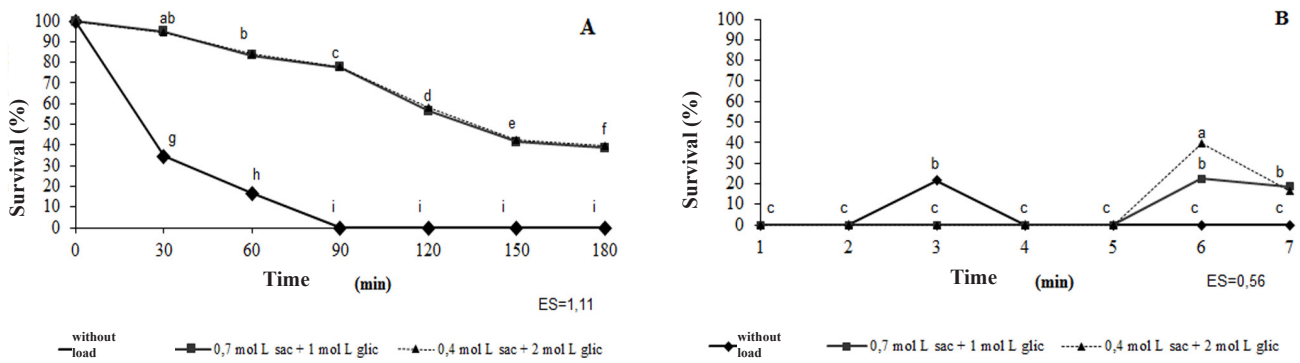 A
Survival (%)
100
90
80
70
60
50
40
30
20
10
0
ab
b
c
d
e
f
g
h
i
i
i
i
0 30 60 90 120 150 180
Time (min)
ES=1,11
without load
0,7 mol L sac + 1 mol L glic
0,4 mol L sac + 2 mol L glic
B
Survival (%)
100
90
80
70
60
50
40
30
20
10
0
a
b
b
b
c c c c c c c
1 2 3 4 5 6 7
Time (min)
ES=0,56
without load
0,7 mol L sac + 1 mol L glic
0,4 mol L sac + 2 mol L glic